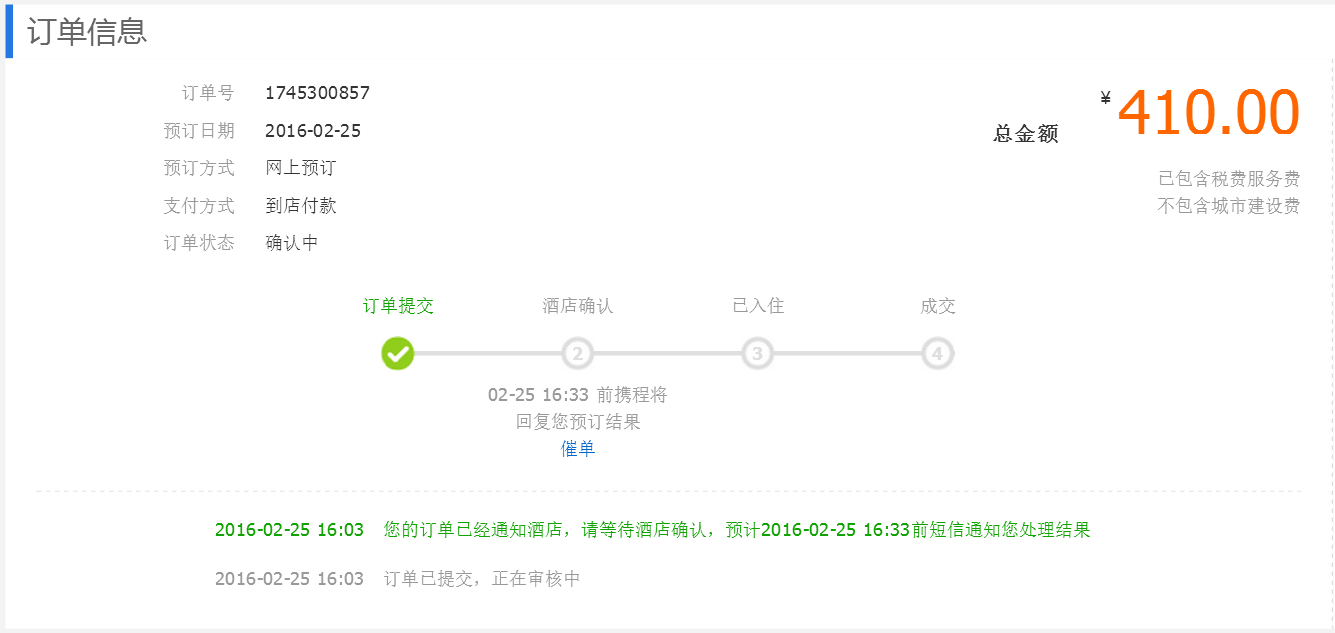 订单信息
订单号 1745300857
预订日期 2016-02-25
预订方式 网上预订
支付方式 到店付款
订单状态 确认中
总金额 ¥410.00
已包含税费服务费
不包含城市建设费
订单提交 酒店确认 已入住 成交
2 3 4
02-25 16:33 前携程将
回复您预订结果
催单
2016-02-25 16:03 您的订单已经通知酒店，请等待酒店确认，预计2016-02-25 16:33前短信通知您处理结果
2016-02-25 16:03 订单已提交，正在审核中